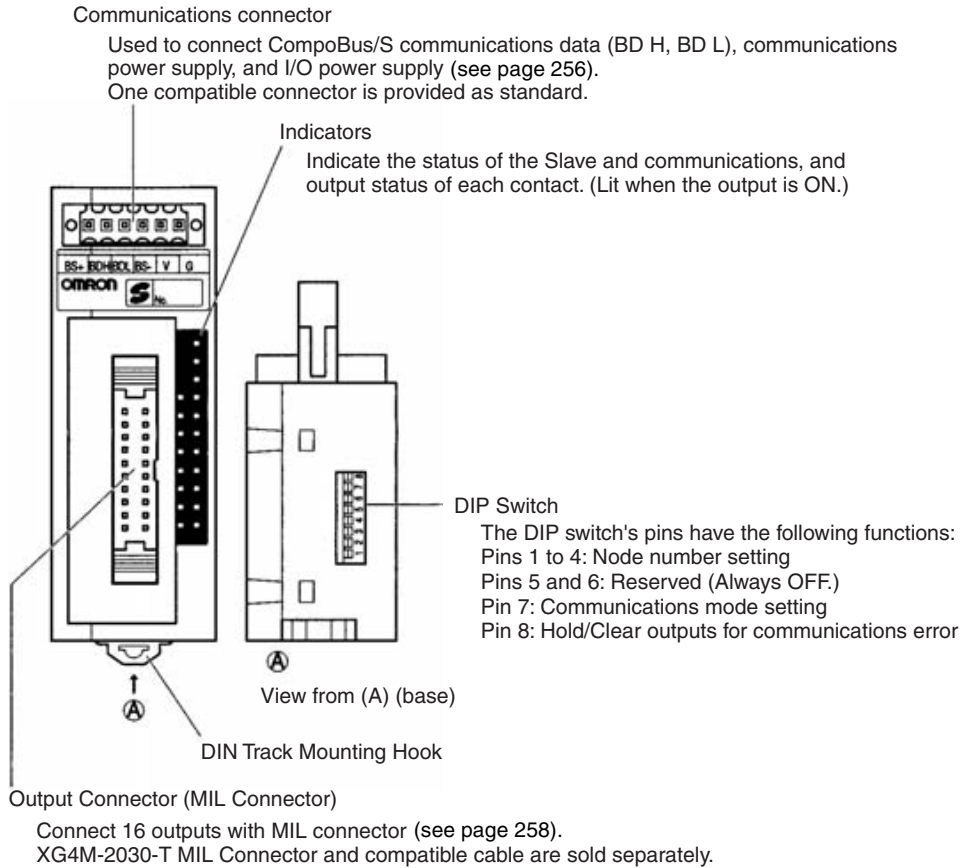 Communications connector
Used to connect CompoBus/S communications data (BD H, BD L), communications
power supply, and I/O power supply (see page 256).
One compatible connector is provided as standard.
Indicators
Indicate the status of the Slave and communications, and
output status of each contact. (Lit when the output is ON.)
BS+ BDH BDL BS- V G
OMRON S No.
DIP Switch
The DIP switch's pins have the following functions:
Pins 1 to 4: Node number setting
Pins 5 and 6: Reserved (Always OFF.)
Pin 7: Communications mode setting
Pin 8: Hold/Clear outputs for communications error
A
View from (A) (base)
A
DIN Track Mounting Hook
Output Connector (MIL Connector)
Connect 16 outputs with MIL connector (see page 258).
XG4M-2030-T MIL Connector and compatible cable are sold separately.